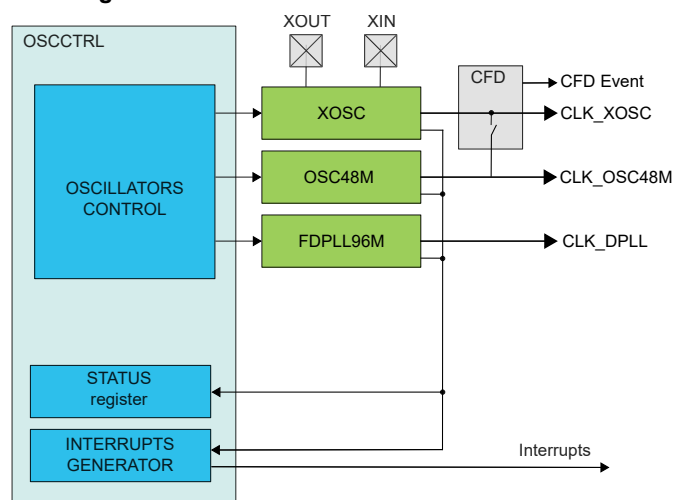 XOUT
XIN
OSCCTRL
CFD
CFD Event
XOSC
CLK_XOSC
OSCILLATORS
CONTROL
OSC48M
CLK_OSC48M
FDPLL96M
CLK_DPLL
STATUS
register
INTERRUPTS
GENERATOR
Interrupts